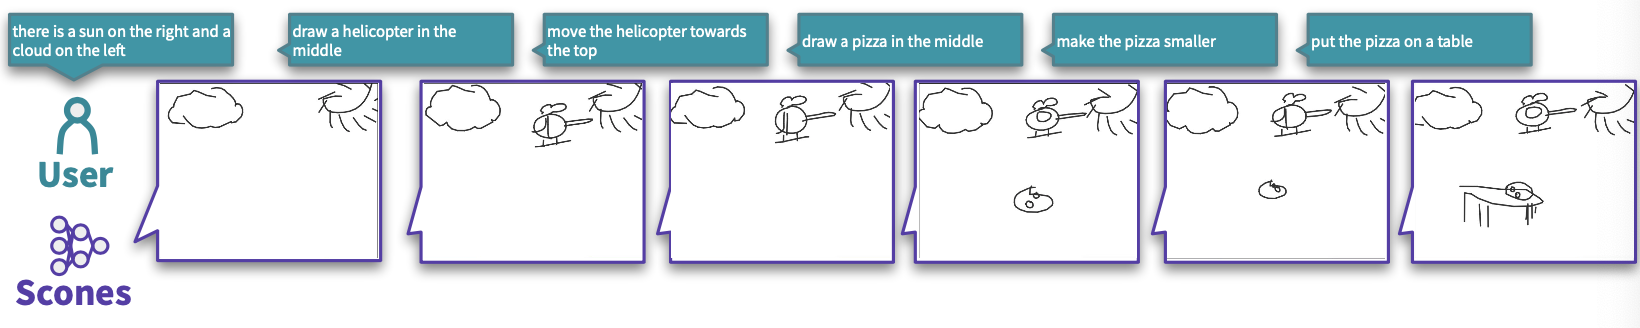 there is a sun on the right and a
cloud on the left
draw a helicopter in the
middle
move the helicopter towards
the top
draw a pizza in the middle
make the pizza smaller
put the pizza on a table
User
Scones